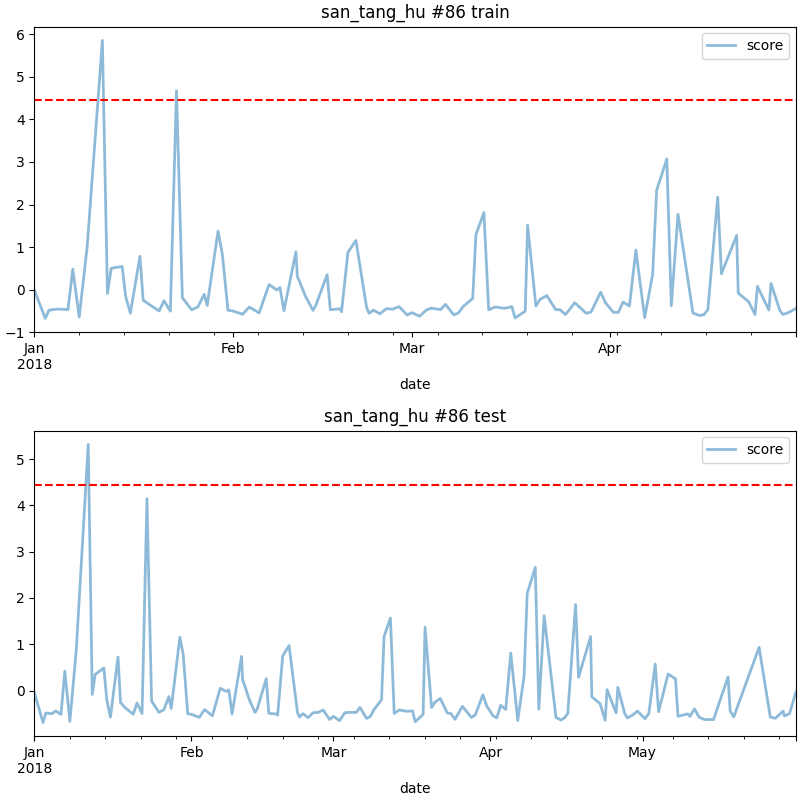 san_tang_hu #86 train
score
6
5
4
3
2
1
0
−1
Jan Feb Mar Apr
2018
date
san_tang_hu #86 test
score
5
4
3
2
1
0
Jan Feb Mar Apr May
2018
date